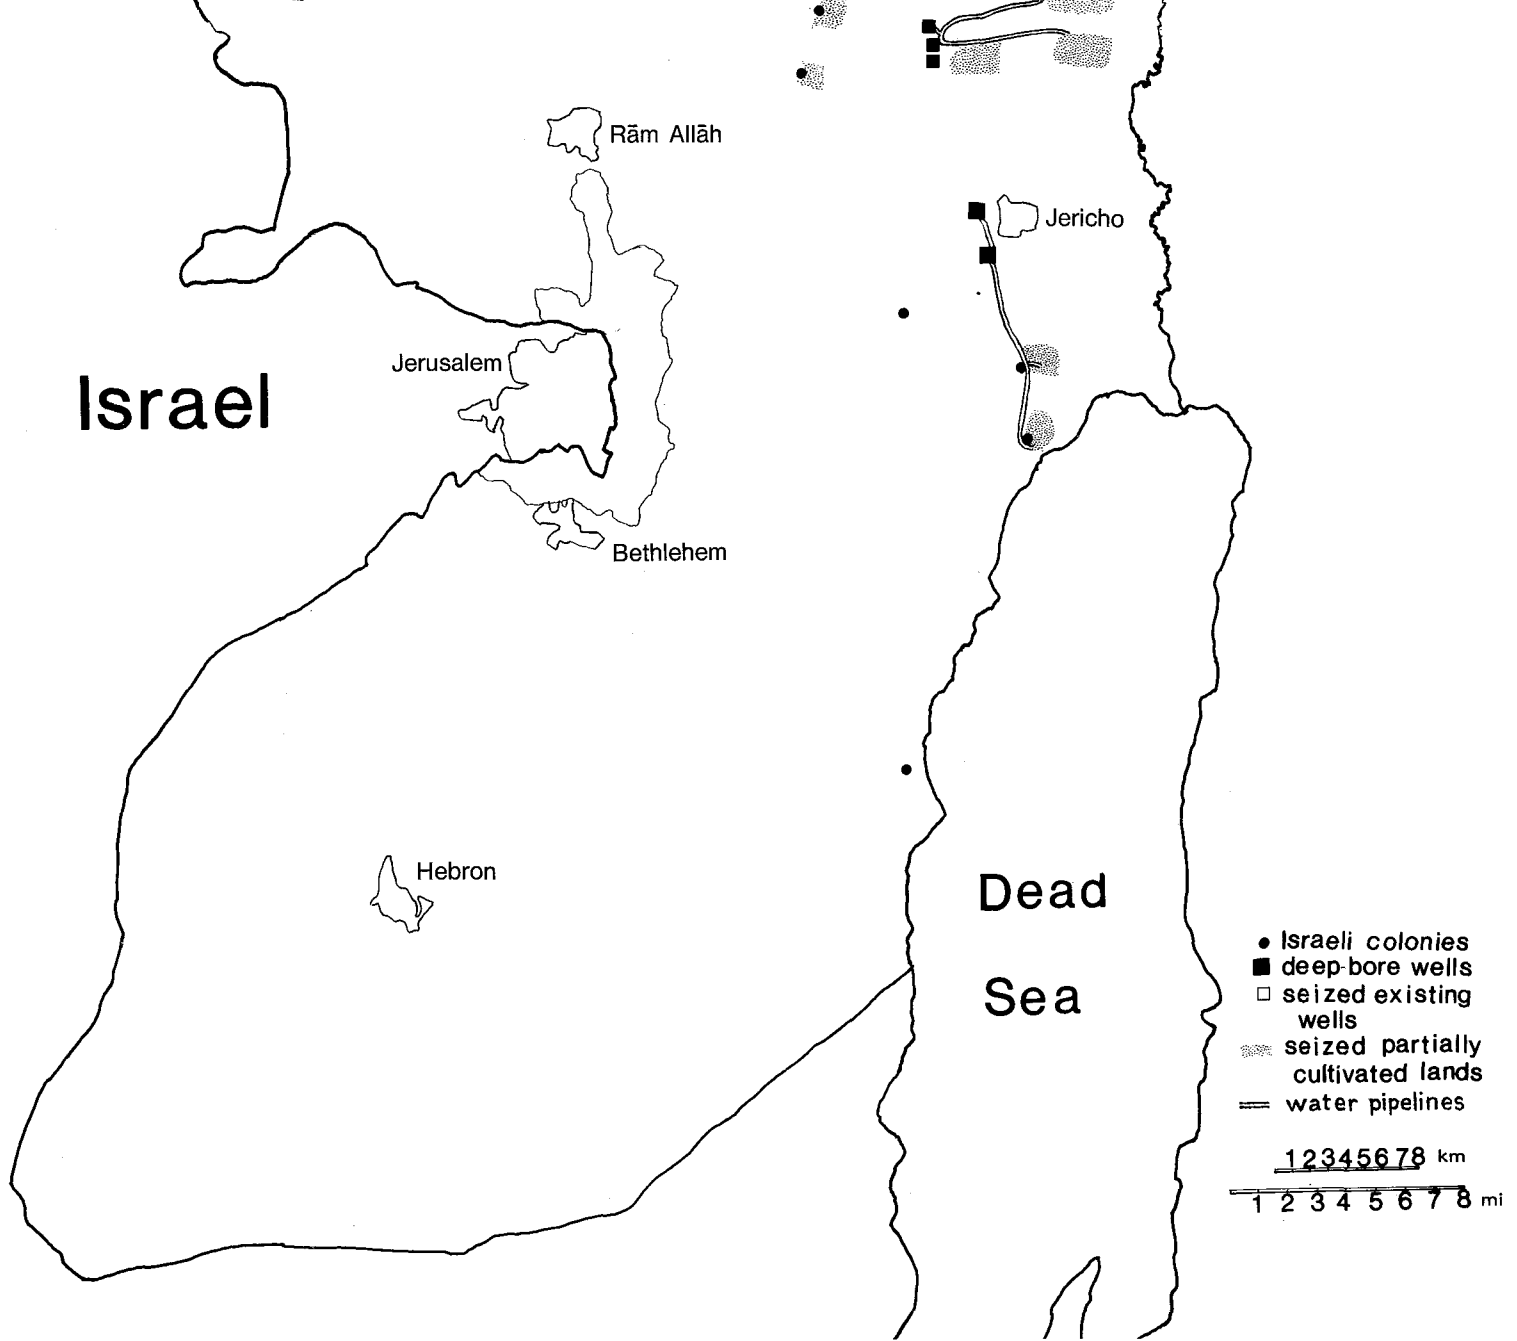 Rām Allāh
Jericho
Jerusalem
Israel
Bethlehem
Hebron
Dead
Sea
Israeli colonies
deep-bore wells
seized existing
wells
seized partially
cultivated lands
water pipelines
12345678 km
1 2 3 4 5 6 7 8 mi